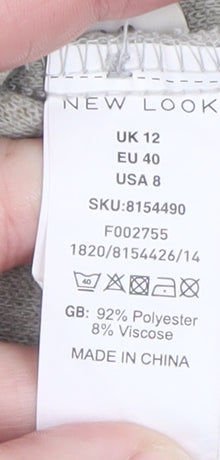 NEW LOOK
UK 12
EU 40
USA 8
SKU:8154490
F002755
1820/8154426/14
40
GB: 92% Polyester
8% Viscose
MADE IN CHINA